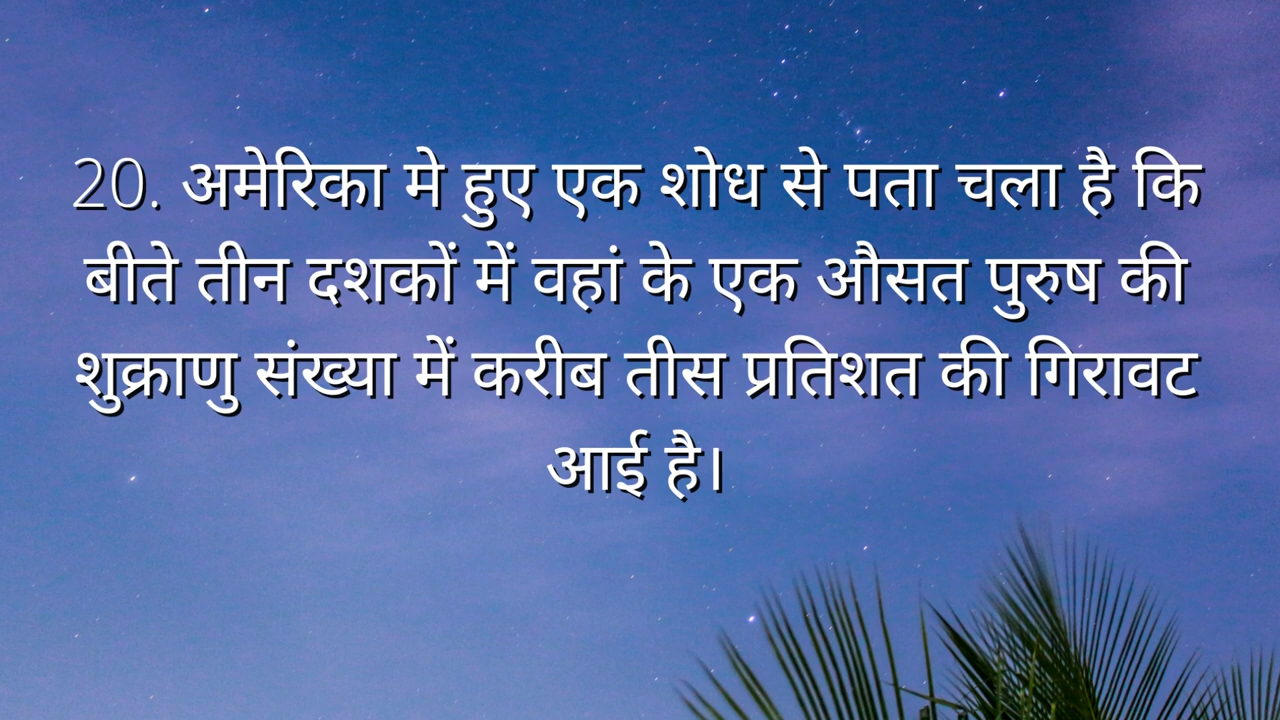 20. अमेरिका मे हुए एक शोध से पता चला है कि
बीते तीन दशकों में वहां के एक औसत पुरुष की
शुक्राणु संख्या में करीब तीस प्रतिशत की गिरावट
आई है।